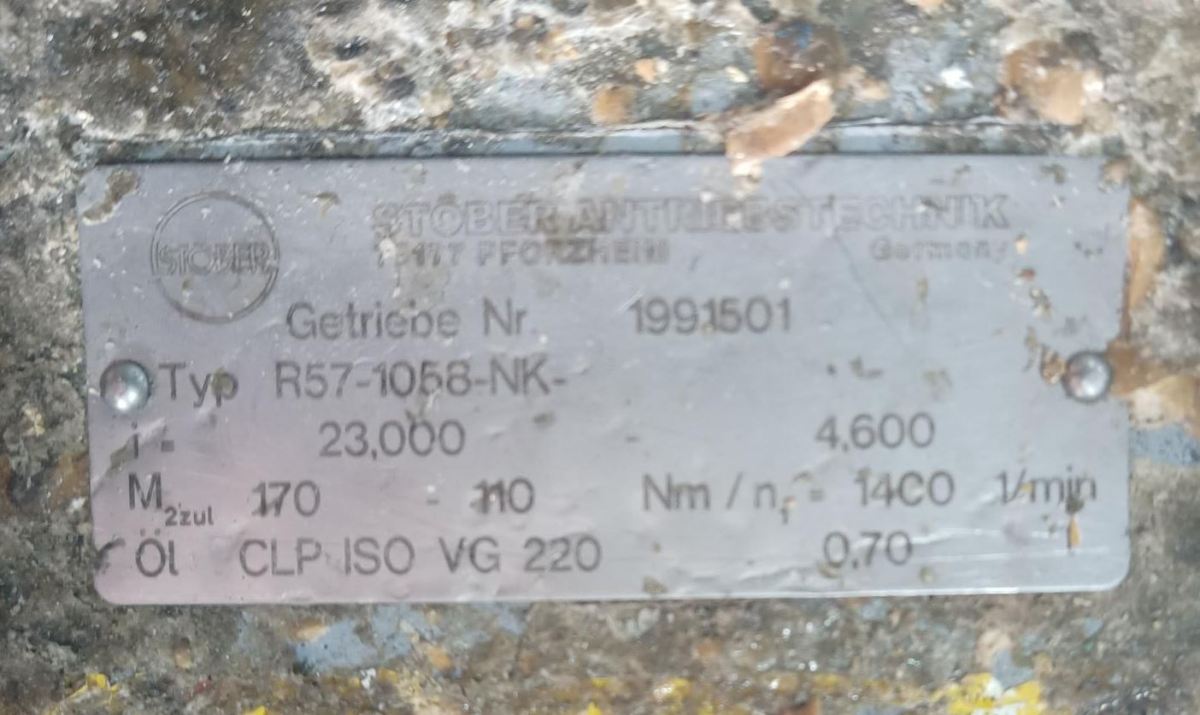 STÖBER
STÖBER ANTRIEBSTECHNIK
75177 PFORZHEIM Germany
Getriebe Nr. 1991501
Typ R57-1058-NK-
i = 23,000 - 4,600
M2zul 170 - 110 Nm / n1 = 1400 1/min
Öl CLP ISO VG 220 0,70